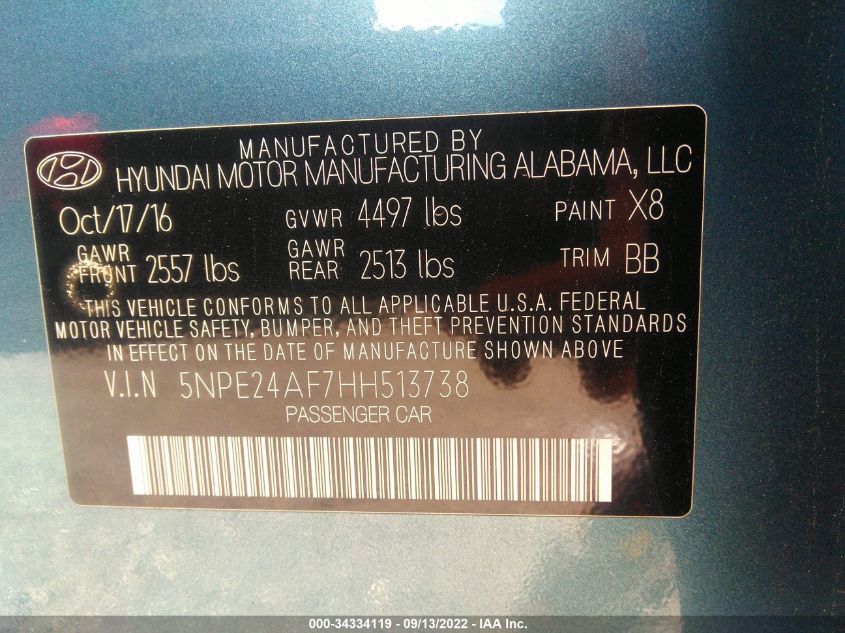 MANUFACTURED BY
HYUNDAI MOTOR MANUFACTURING ALABAMA, LLC
Oct/17/16 GVWR 4497 lbs PAINT X8
GAWR FRONT 2557 lbs GAWR REAR 2513 lbs TRIM BB
THIS VEHICLE CONFORMS TO ALL APPLICABLE U.S.A. FEDERAL
MOTOR VEHICLE SAFETY, BUMPER, AND THEFT PREVENTION STANDARDS
IN EFFECT ON THE DATE OF MANUFACTURE SHOWN ABOVE
V.I.N 5NPE24AF7HH513738
PASSENGER CAR
000-34334119 - 09/13/2022 - IAA Inc.